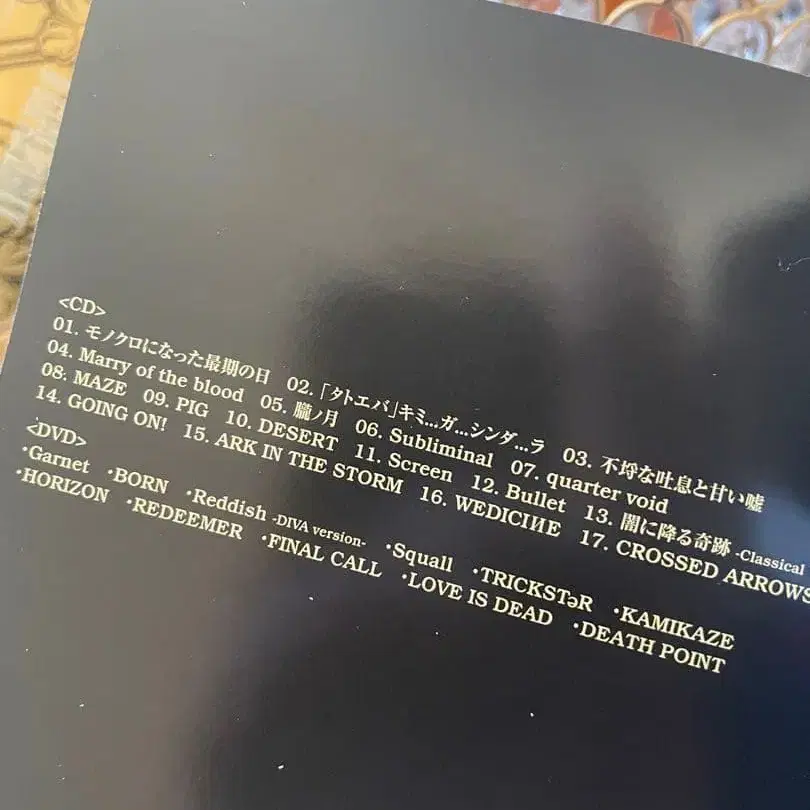 <CD>
01. モノクロになった最期の日 02.「タトエバ」キミ...ガ...シンダ...ラ 03. 不埒な吐息と甘い嘘
04. Marry of the blood 05. 朧ノ月 06. Subliminal 07. quarter void
08. MAZE 09. PIG 10. DESERT 11. Screen 12. Bullet 13. 闇に降る奇跡 -Classical
14. GOING ON! 15. ARK IN THE STORM 16. WEDICIИE 17. CROSSED ARROWS
<DVD>
・Garnet ・BORN ・Reddish -DIVA version- ・Squall ・TRICKSTəR ・KAMIKAZE
・HORIZON ・REDEEMER ・FINAL CALL ・LOVE IS DEAD ・DEATH POINT